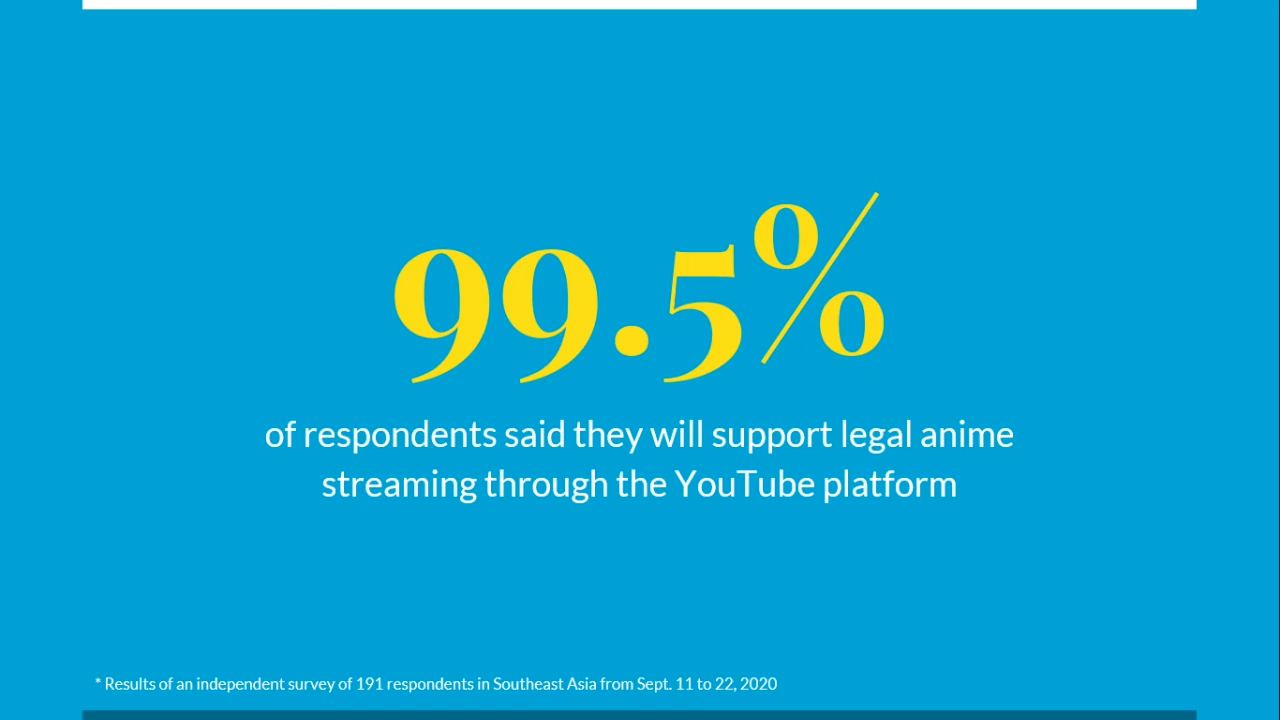 99.5%
of respondents said they will support legal anime
streaming through the YouTube platform
* Results of an independent survey of 191 respondents in Southeast Asia from Sept. 11 to 22, 2020